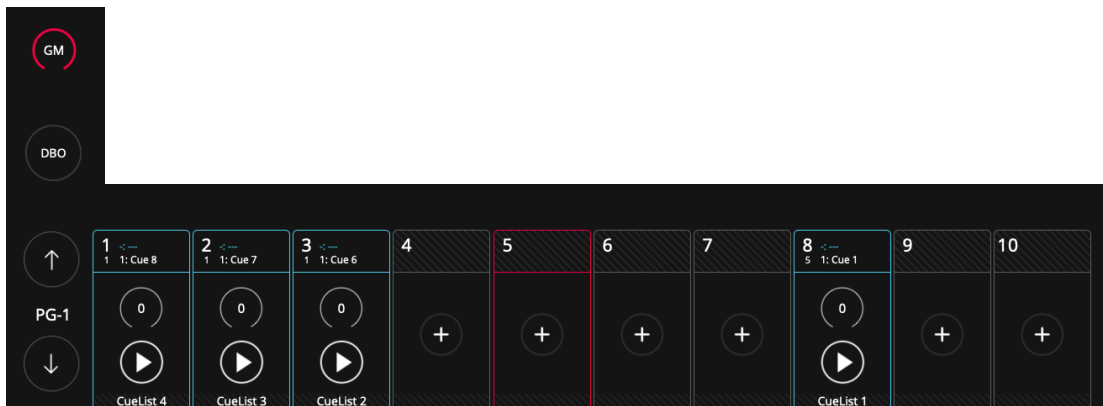 GM
DBO
PG-1
1 -: ---
1 1: Cue 8
0
CueList 4
2 -: ---
1 1: Cue 7
0
CueList 3
3 -: ---
1 1: Cue 6
0
CueList 2
4
+
5
+
6
+
7
+
8 -: ---
5 1: Cue 1
0
CueList 1
9
+
10
+